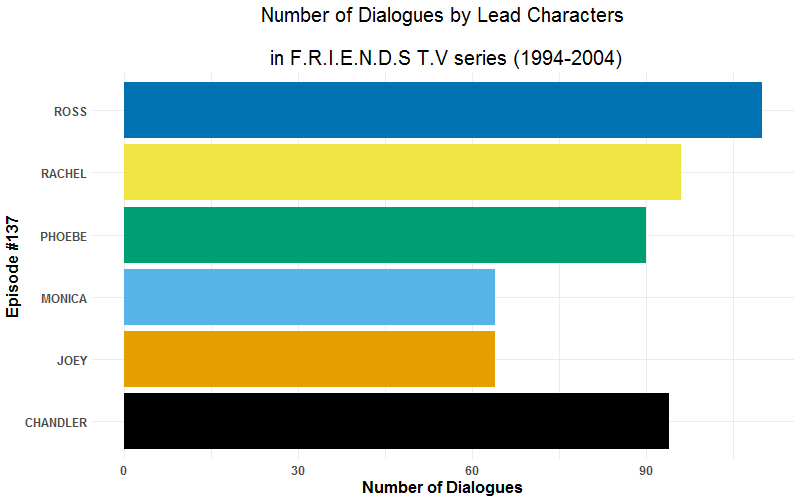 Number of Dialogues by Lead Characters
in F.R.I.E.N.D.S T.V series (1994-2004)
Episode #137
ROSS
RACHEL
PHOEBE
MONICA
JOEY
CHANDLER
0 30 60 90
Number of Dialogues